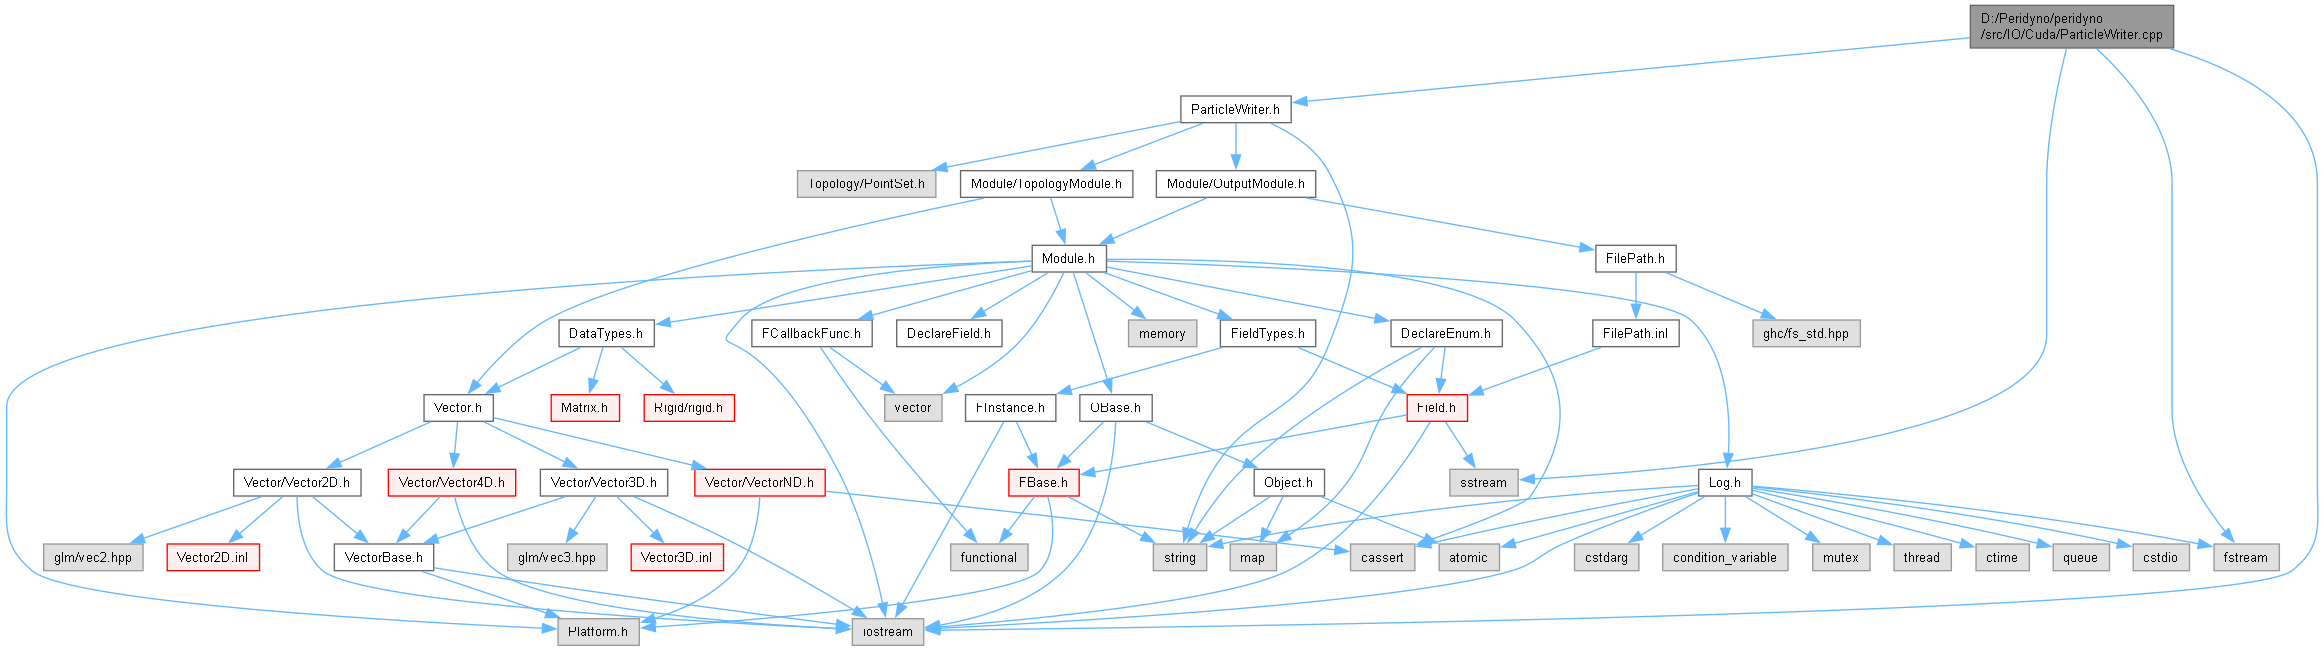 D:/Peridyno/peridyno
/src/IO/Cuda/ParticleWriter.cpp
ParticleWriter.h
Topology/PointSet.h
Module/TopologyModule.h
Module/OutputModule.h
Module.h
FilePath.h
DataTypes.h
FCallbackFunc.h
DeclareField.h
memory
FieldTypes.h
DeclareEnum.h
FilePath.inl
ghc/fs_std.hpp
Vector.h
Matrix.h
Rigid/rigid.h
vector
FInstance.h
OBase.h
Field.h
Vector/Vector2D.h
Vector/Vector4D.h
Vector/Vector3D.h
Vector/VectorND.h
FBase.h
Object.h
sstream
Log.h
glm/vec2.hpp
Vector2D.inl
VectorBase.h
glm/vec3.hpp
Vector3D.inl
functional
string
map
cassert
atomic
cstdarg
condition_variable
mutex
thread
ctime
queue
cstdio
fstream
Platform.h
iostream